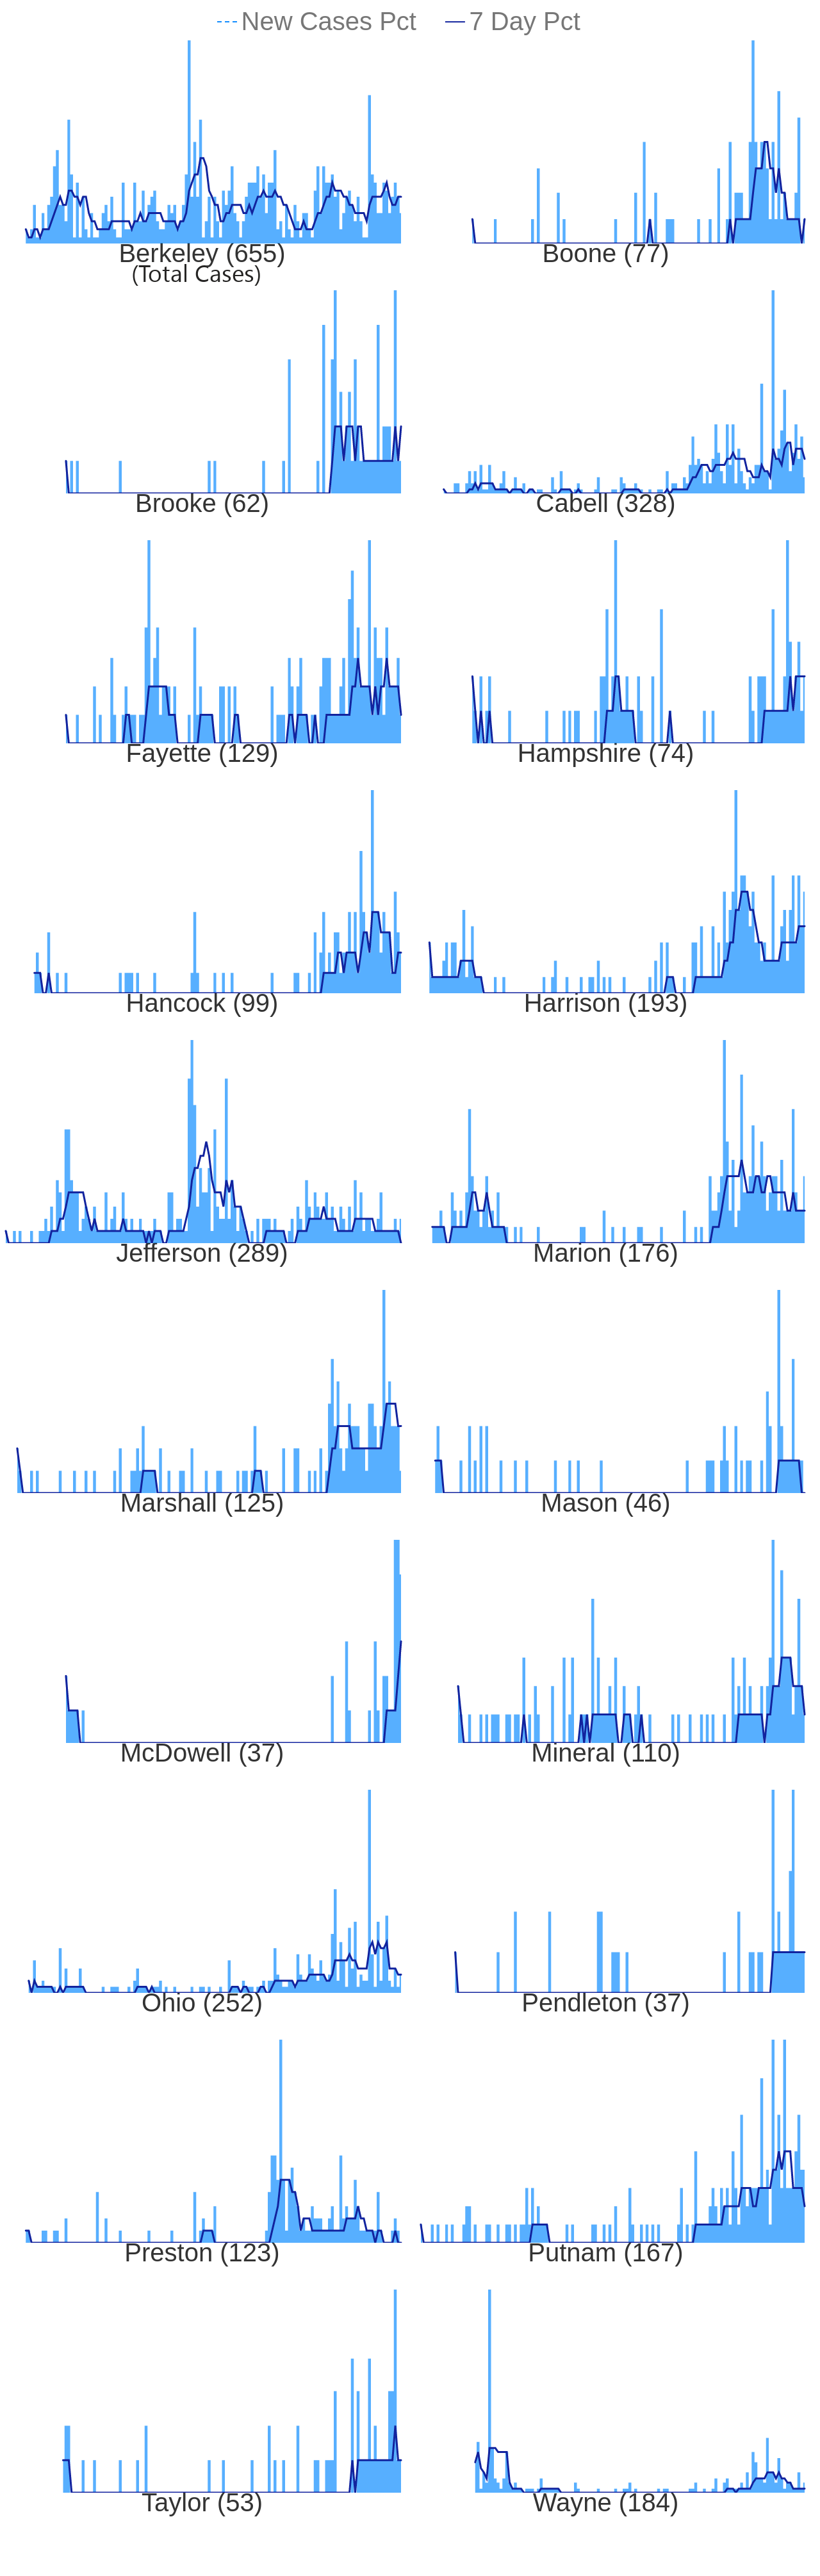 New Cases Pct 7 Day Pct
Berkeley (655) Boone (77)
(Total Cases)
Brooke (62) Cabell (328)
Fayette (129) Hampshire (74)
Hancock (99) Harrison (193)
Jefferson (289) Marion (176)
Marshall (125) Mason (46)
McDowell (37) Mineral (110)
Ohio (252) Pendleton (37)
Preston (123) Putnam (167)
Taylor (53) Wayne (184)